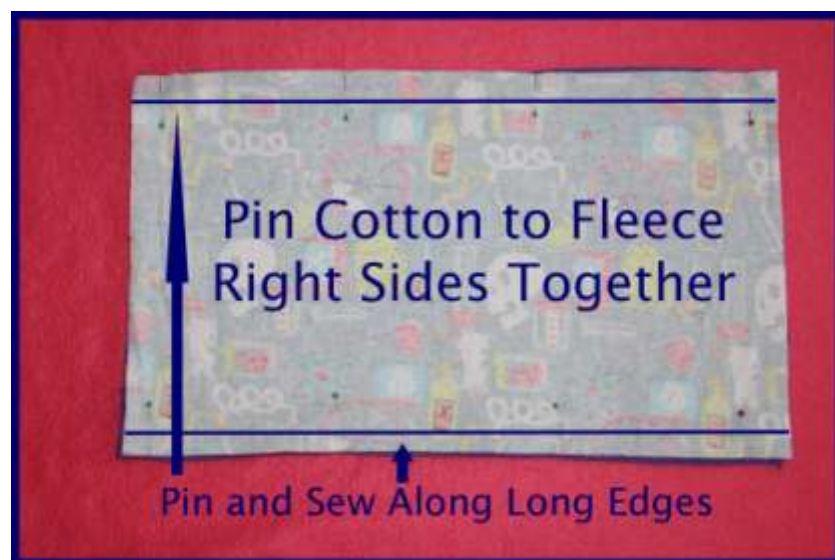 Pin Cotton to Fleece
Right Sides Together
Pin and Sew Along Long Edges